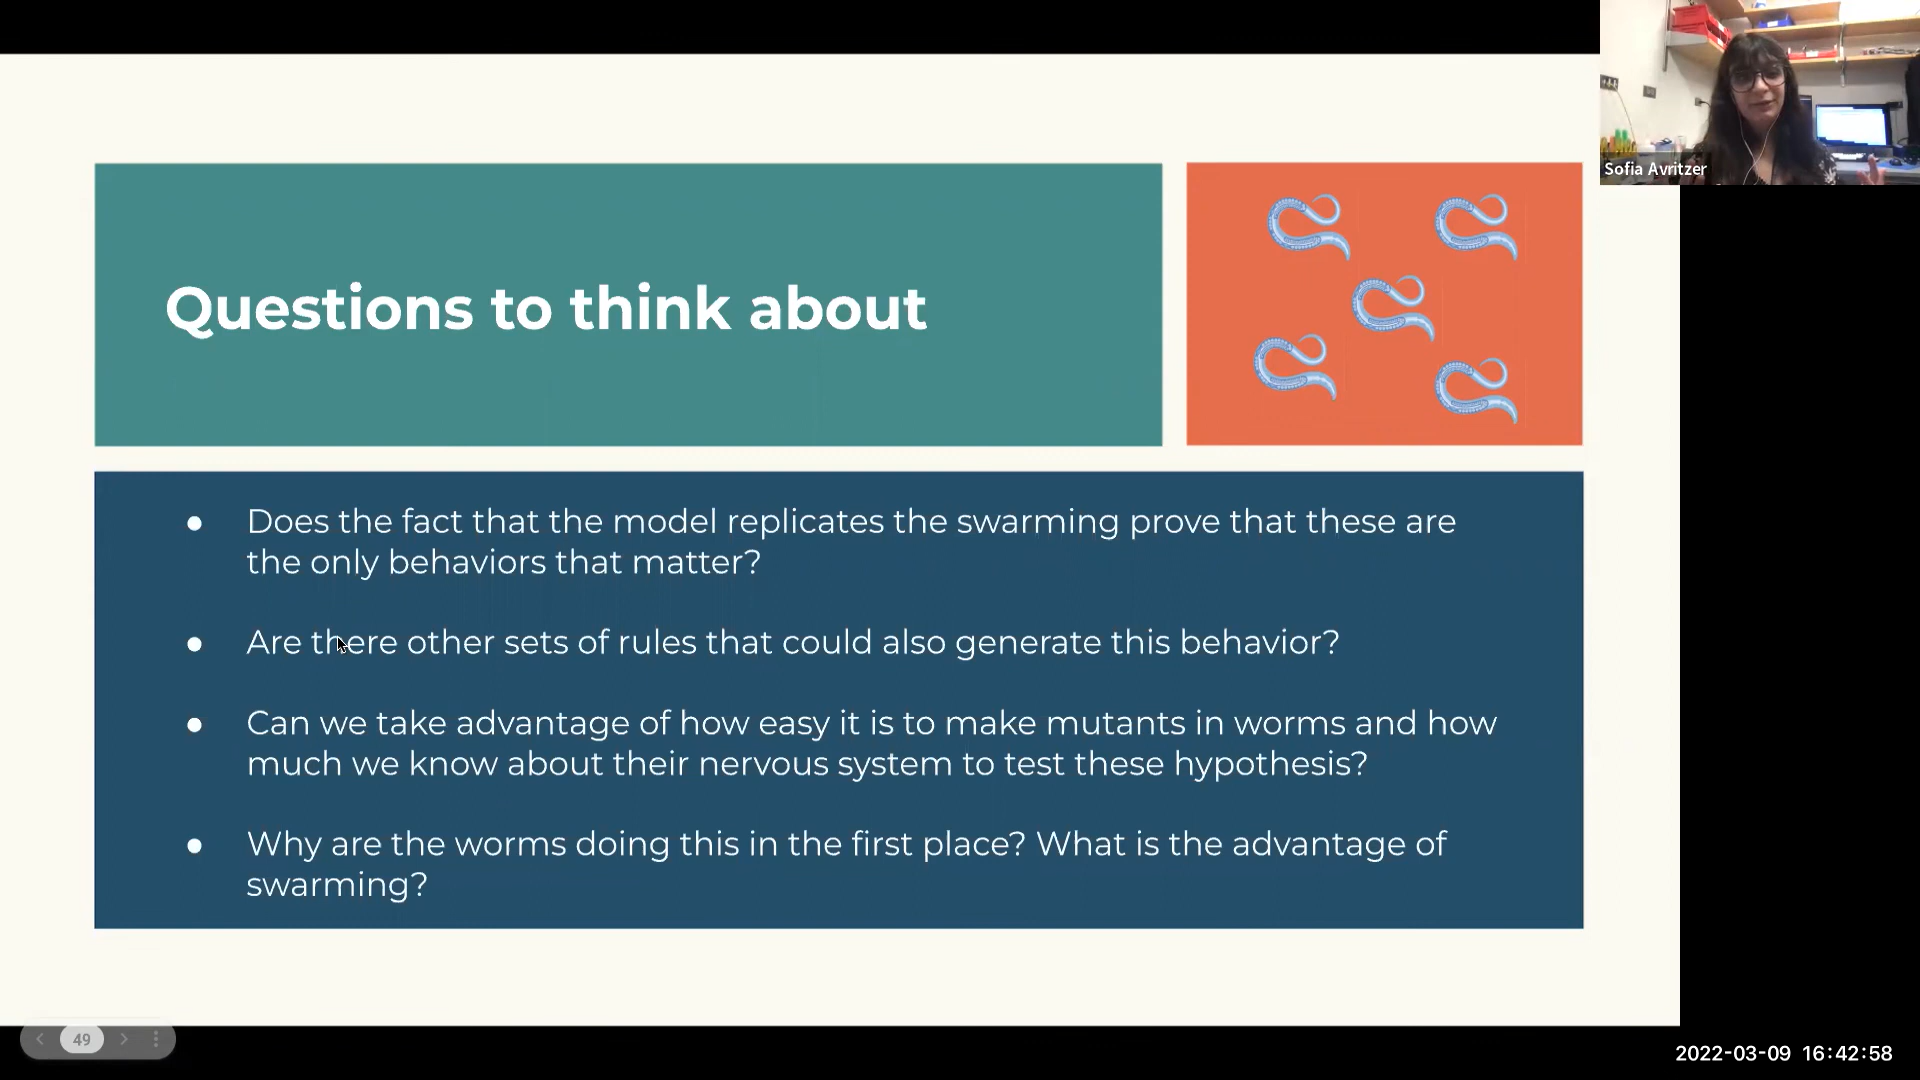 Sofia Avritzer
Questions to think about
● Does the fact that the model replicates the swarming prove that these are
the only behaviors that matter?
● Are there other sets of rules that could also generate this behavior?
● Can we take advantage of how easy it is to make mutants in worms and how
much we know about their nervous system to test these hypothesis?
● Why are the worms doing this in the first place? What is the advantage of
swarming?
49
2022-03-09 16:42:58